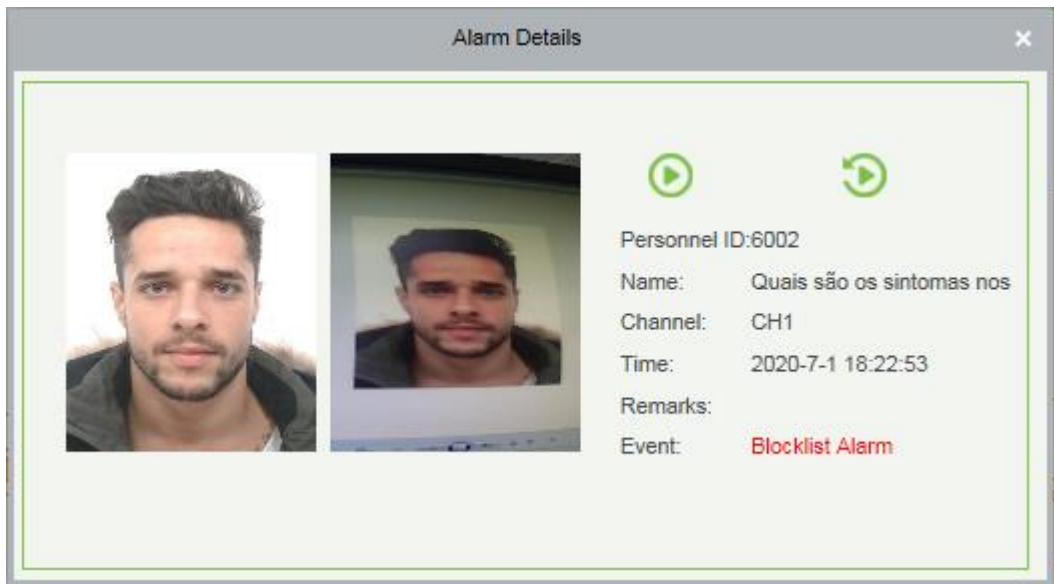 Alarm Details
Personnel ID:6002
Name: Quais são os sintomas nos
Channel: CH1
Time: 2020-7-1 18:22:53
Remarks:
Event: Blocklist Alarm